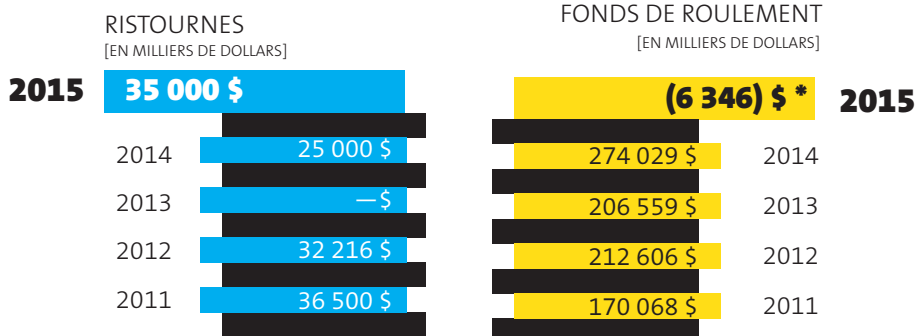 RISTOURNES
[EN MILLIERS DE DOLLARS]
2015 35 000 $
2014 25 000 $
2013 — $
2012 32 216 $
2011 36 500 $
FONDS DE ROULEMENT
[EN MILLIERS DE DOLLARS]
(6 346) $ * 2015
274 029 $ 2014
206 559 $ 2013
212 606 $ 2012
170 068 $ 2011